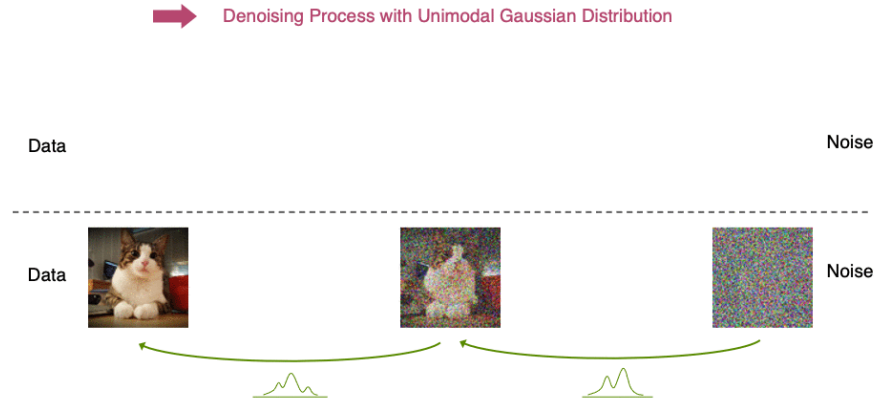 Denoising Process with Unimodal Gaussian Distribution
Data
Noise
Data
Noise